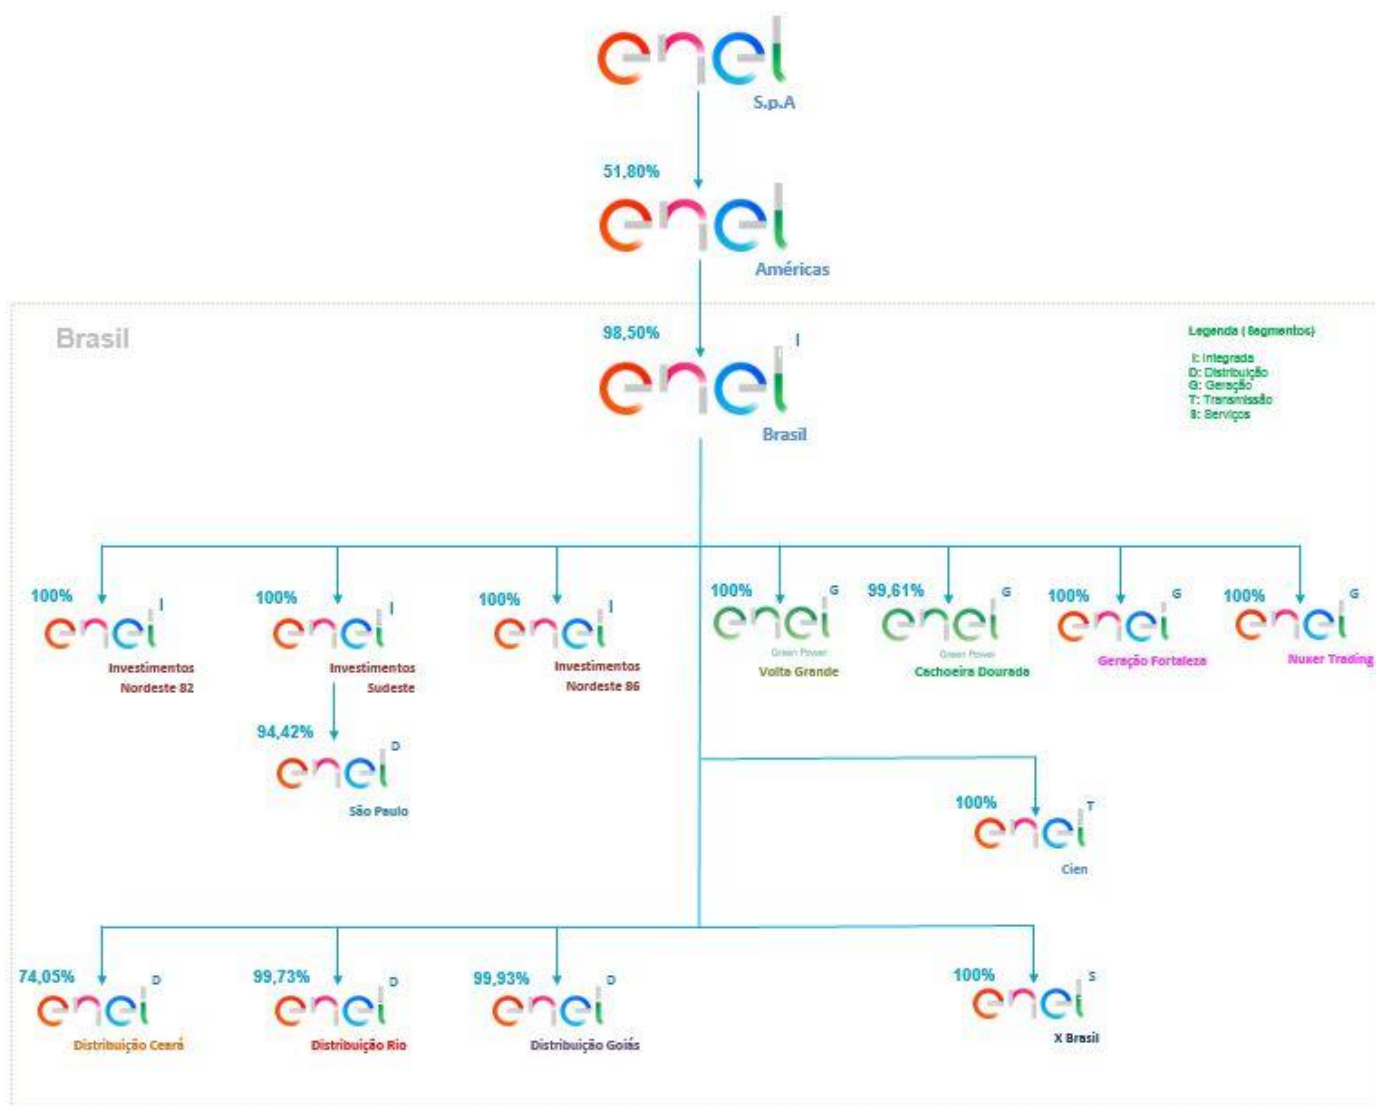 enel
S.p.A
51,80%
enel
Américas
Brasil
98,50%
I
enel
Brasil
Legenda (Segmentos)
I: Integrada
D: Distribuição
G: Geração
T: Transmissão
S: Serviços
100%
I
enel
Investimentos
Nordeste 82
100%
I
enel
Investimentos
Sudeste
100%
I
enel
Investimentos
Nordeste 86
100%
G
enel
Green Power
Volta Grande
99,61%
G
enel
Green Power
Cachoeira Dourada
100%
G
enel
Geração Fortaleza
100%
G
enel
Nuxer Trading
94,42%
D
enel
São Paulo
100%
T
enel
Cien
74,05%
D
enel
Distribuição Ceará
99,73%
D
enel
Distribuição Rio
99,93%
D
enel
Distribuição Goiás
100%
S
enel
X Brasil